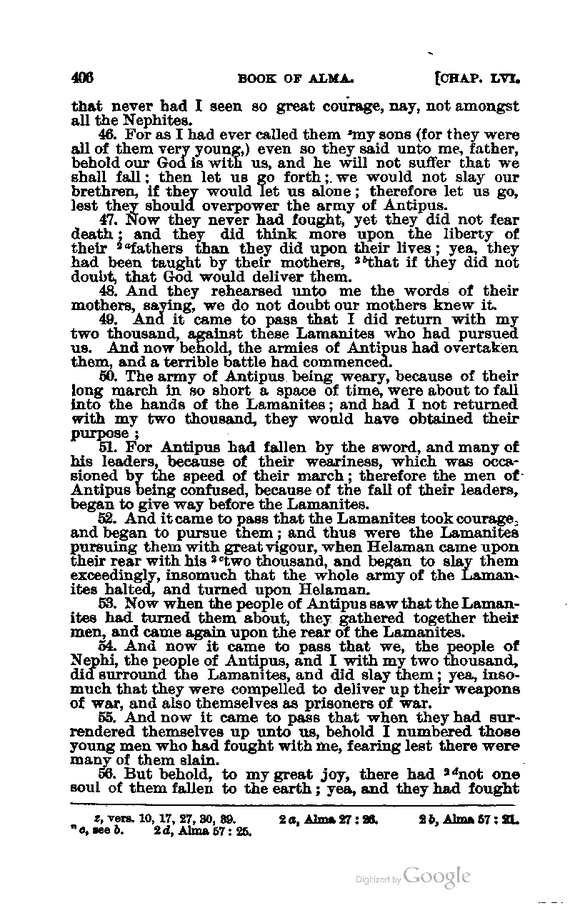 406 BOOK OF ALMA. [CHAP. LVI.
that never had I seen so great courage, nay, not amongst
all the Nephites.
46. For as I had ever called them ᶻmy sons (for they were
all of them very young,) even so they said unto me, father,
behold our God is with us, and he will not suffer that we
shall fall; then let us go forth; we would not slay our
brethren, if they would let us alone; therefore let us go,
lest they should overpower the army of Antipus.
47. Now they never had fought, yet they did not fear
death; and they did think more upon the liberty of
their ²ᵃfathers than they did upon their lives; yea, they
had been taught by their mothers, ²ᵇthat if they did not
doubt, that God would deliver them.
48. And they rehearsed unto me the words of their
mothers, saying, we do not doubt our mothers knew it.
49. And it came to pass that I did return with my
two thousand, against these Lamanites who had pursued
us. And now behold, the armies of Antipus had overtaken
them, and a terrible battle had commenced.
50. The army of Antipus being weary, because of their
long march in so short a space of time, were about to fall
into the hands of the Lamanites; and had I not returned
with my two thousand, they would have obtained their
purpose;
51. For Antipus had fallen by the sword, and many of
his leaders, because of their weariness, which was occa-
sioned by the speed of their march; therefore the men of
Antipus being confused, because of the fall of their leaders,
began to give way before the Lamanites.
52. And it came to pass that the Lamanites took courage,
and began to pursue them; and thus were the Lamanites
pursuing them with great vigour, when Helaman came upon
their rear with his ²ᶜtwo thousand, and began to slay them
exceedingly, insomuch that the whole army of the Laman-
ites halted, and turned upon Helaman.
53. Now when the people of Antipus saw that the Laman-
ites had turned them about, they gathered together their
men, and came again upon the rear of the Lamanites.
54. And now it came to pass that we, the people of
Nephi, the people of Antipus, and I with my two thousand,
did surround the Lamanites, and did slay them; yea, inso-
much that they were compelled to deliver up their weapons
of war, and also themselves as prisoners of war.
55. And now it came to pass that when they had sur-
rendered themselves up unto us, behold I numbered those
young men who had fought with me, fearing lest there were
many of them slain.
56. But behold, to my great joy, there had ²ᵈnot one
soul of them fallen to the earth; yea, and they had fought
z, vers. 10, 17, 27, 30, 39. 2 a, Alma 27 : 26. 2 b, Alma 57 : 21.
² c, see b. 2 d, Alma 57 : 25.
Digitized by Google